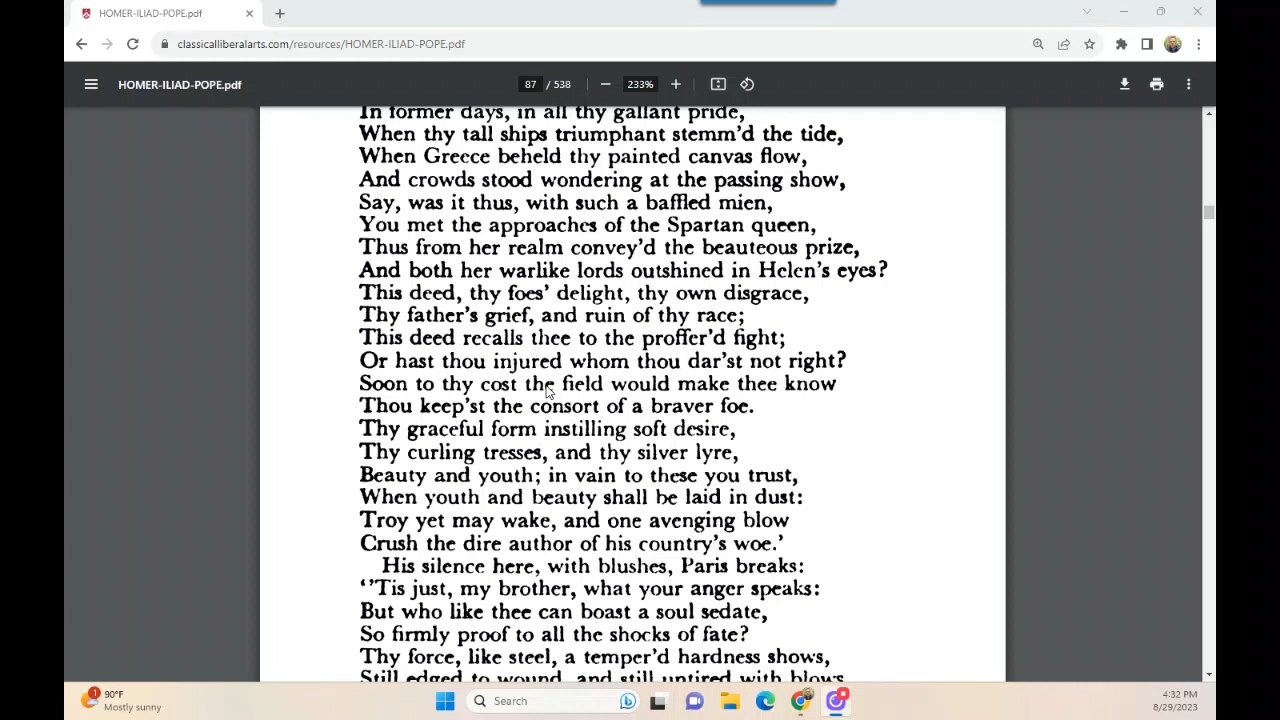 HOMER-ILIAD-POPE.pdf
classicalliberalarts.com/resources/HOMER-ILIAD-POPE.pdf
HOMER-ILIAD-POPE.pdf
87 / 538
233%
In former days, in all thy gallant pride,
When thy tall ships triumphant stemm'd the tide,
When Greece beheld thy painted canvas flow,
And crowds stood wondering at the passing show,
Say, was it thus, with such a baffled mien,
You met the approaches of the Spartan queen,
Thus from her realm convey'd the beauteous prize,
And both her warlike lords outshined in Helen's eyes?
This deed, thy foes' delight, thy own disgrace,
Thy father's grief, and ruin of thy race;
This deed recalls thee to the proffer'd fight;
Or hast thou injured whom thou dar'st not right?
Soon to thy cost the field would make thee know
Thou keep'st the consort of a braver foe.
Thy graceful form instilling soft desire,
Thy curling tresses, and thy silver lyre,
Beauty and youth; in vain to these you trust,
When youth and beauty shall be laid in dust:
Troy yet may wake, and one avenging blow
Crush the dire author of his country's woe.'
His silence here, with blushes, Paris breaks:
‘'Tis just, my brother, what your anger speaks:
But who like thee can boast a soul sedate,
So firmly proof to all the shocks of fate?
Thy force, like steel, a temper'd hardness shows,
Still edged to wound, and still untired with blows,
1
90°F
Mostly sunny
Search
4:32 PM
8/29/2023